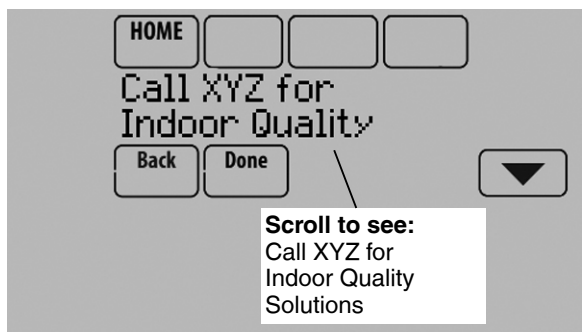 HOME
Call XYZ for
Indoor Quality
Back Done
Scroll to see:
Call XYZ for
Indoor Quality
Solutions